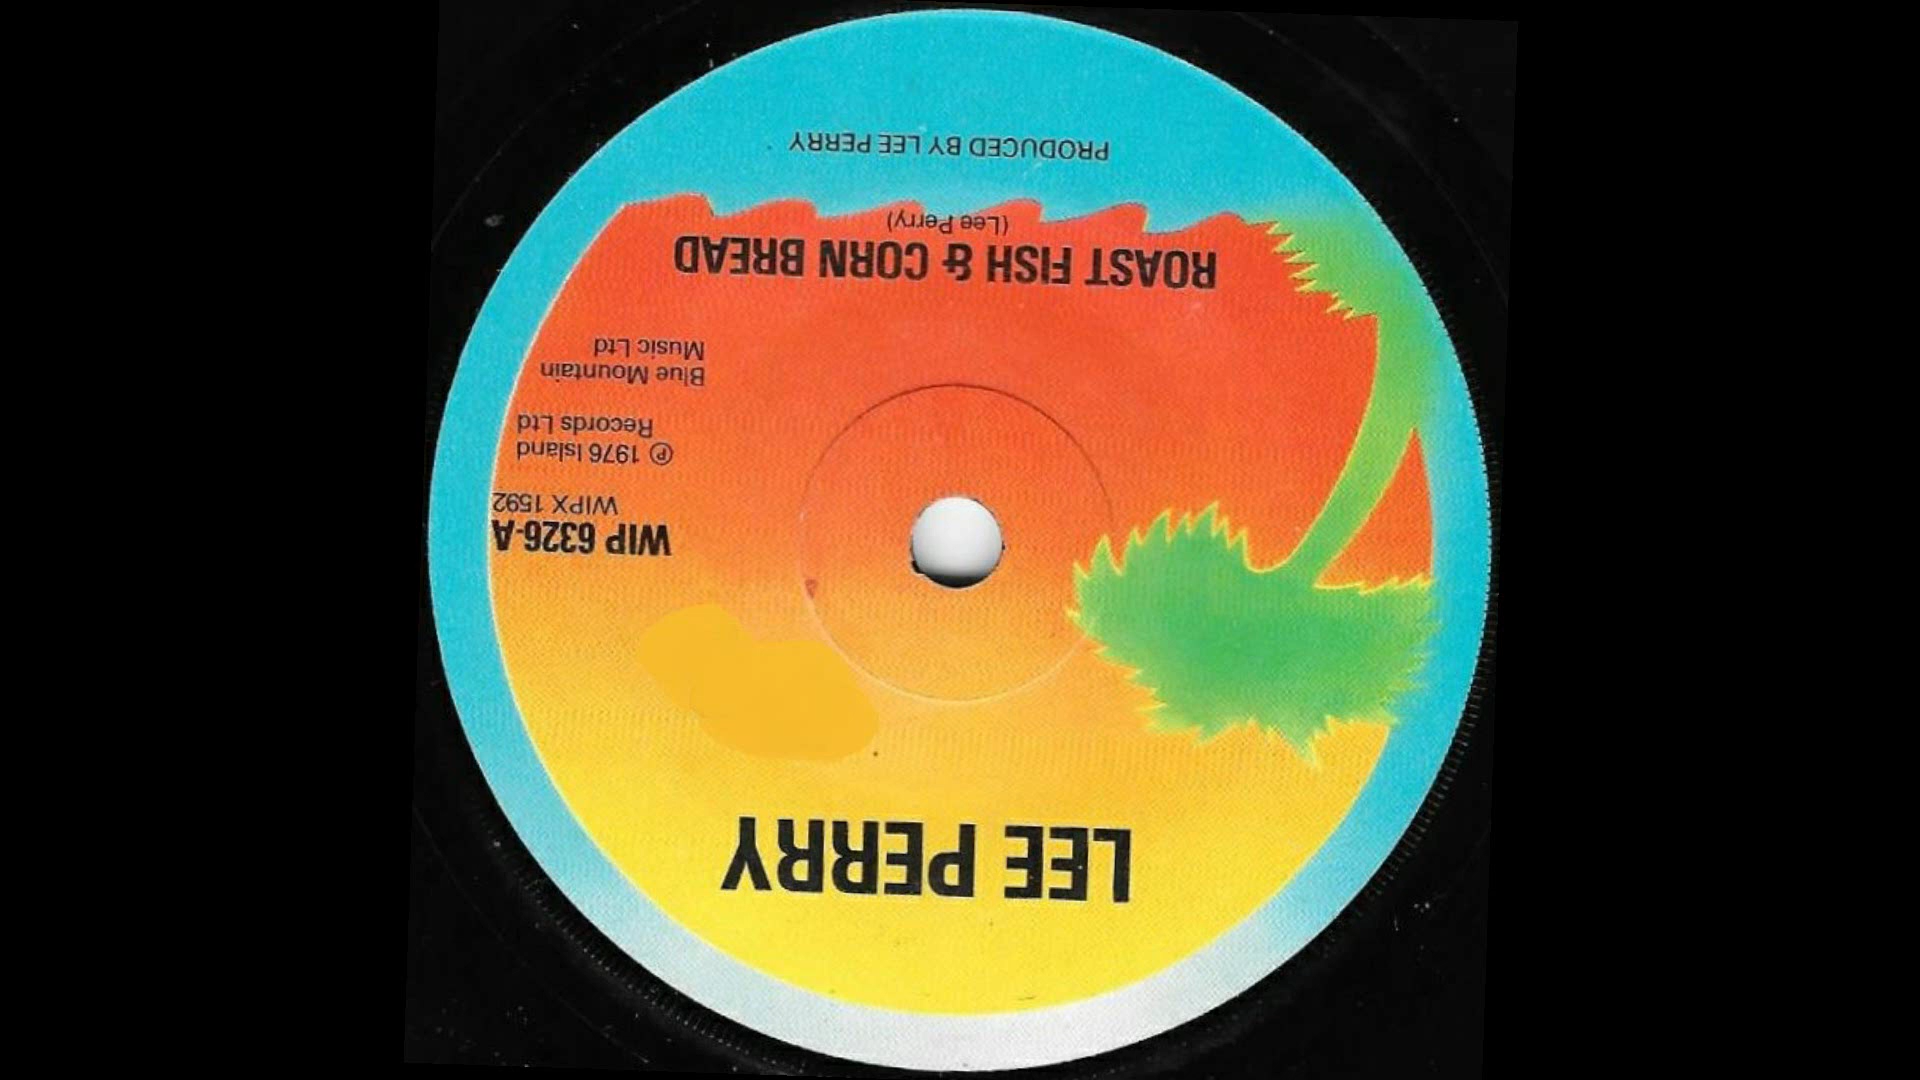 LEE PERRY
WIP 6326-A
WIPX 1592
℗ 1976 Island
Records Ltd
Blue Mountain
Music Ltd
ROAST FISH & CORN BREAD
(Lee Perry)
PRODUCED BY LEE PERRY